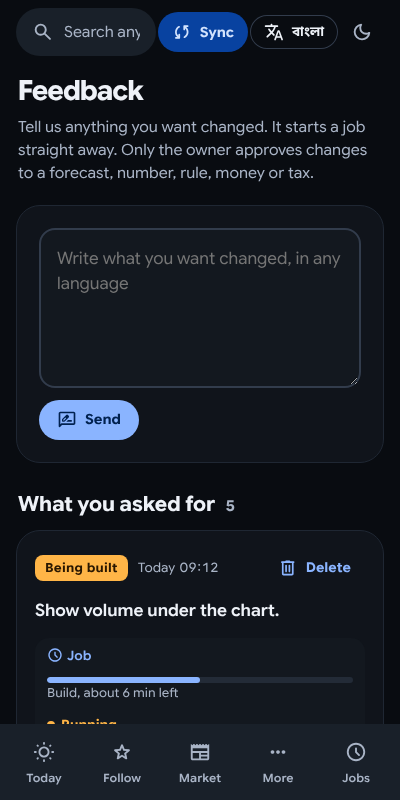 Search any
Sync
বাংলা
Feedback
Tell us anything you want changed. It starts a job
straight away. Only the owner approves changes
to a forecast, number, rule, money or tax.
Write what you want changed, in any
language
Send
What you asked for 5
Being built Today 09:12 Delete
Show volume under the chart.
Job
Build, about 6 min left
Running
Today Follow Market More Jobs